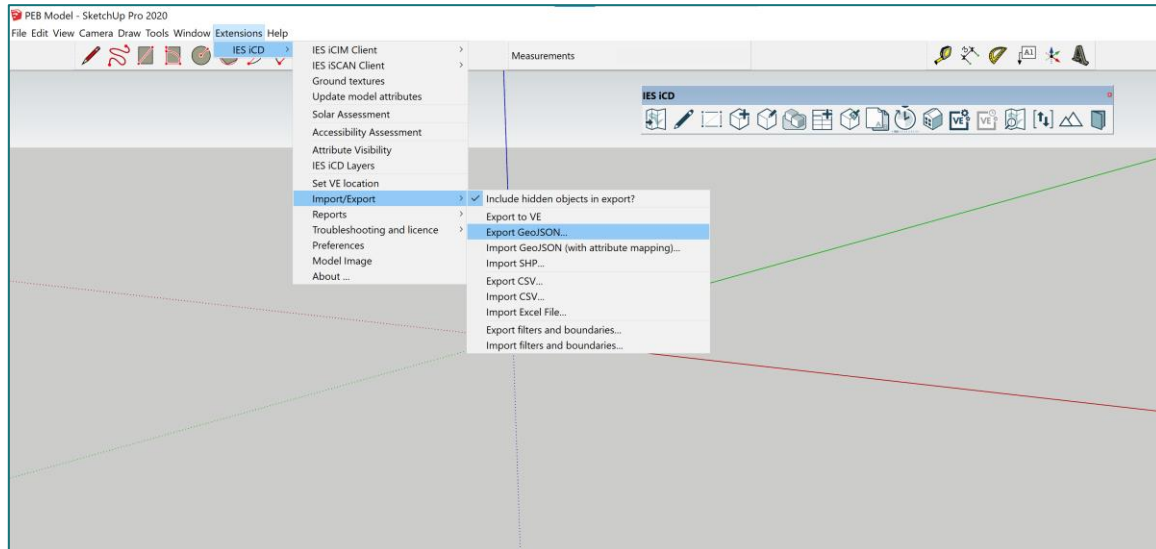 PEB Model - SketchUp Pro 2020
File Edit View Camera Draw Tools Window Extensions Help
IES iCD
Measurements
A1
IES iCD
VE
VE
IES iCIM Client
IES iSCAN Client
Ground textures
Update model attributes
Solar Assessment
Accessibility Assessment
Attribute Visibility
IES iCD Layers
Set VE location
Import/Export
Reports
Troubleshooting and licence
Preferences
Model Image
About ...
Include hidden objects in export?
Export to VE
Export GeoJSON...
Import GeoJSON (with attribute mapping)...
Import SHP...
Export CSV...
Import CSV...
Import Excel File...
Export filters and boundaries...
Import filters and boundaries...